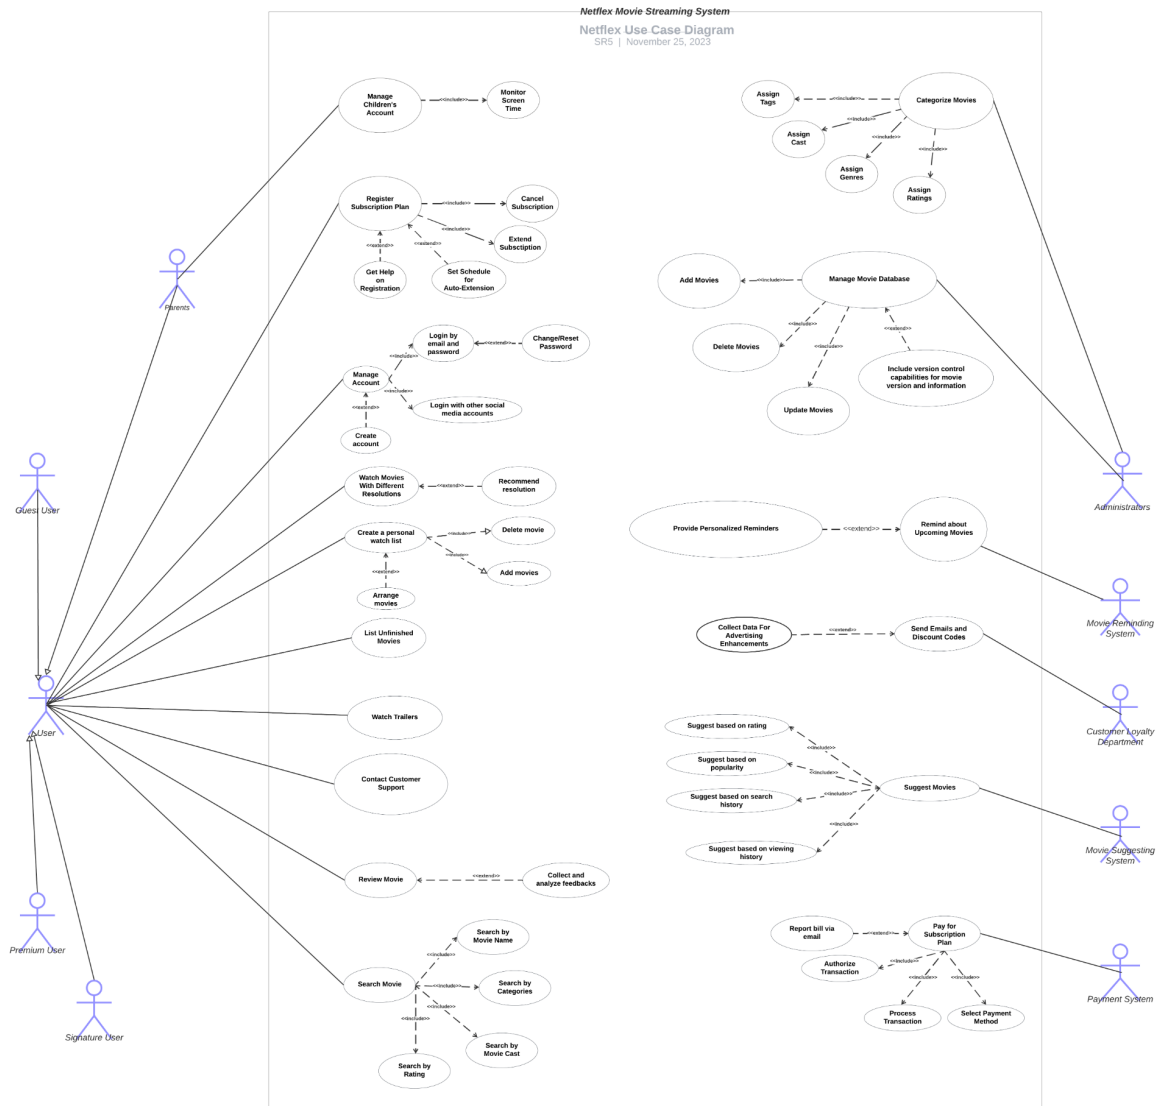 Netflex Movie Streaming System
Netflex Use Case Diagram
SR5 | November 25, 2023
Manage
Children's
Account
<<include>>
Monitor
Screen
Time
Register
Subscription Plan
<<include>>
Cancel
Subscription
<<include>>
Extend
Subsctiption
<<extend>>
<<extend>>
Get Help
on
Registration
Set Schedule
for
Auto-Extension
Parents
Login by
email and
password
<<extend>>
Change/Reset
Password
<<include>>
Manage
Account
<<include>>
Login with other social
media accounts
<<extend>>
Create
account
Guest User
Watch Movies
With Different
Resolutions
<<extend>>
Recommend
resolution
Create a personal
watch list
<<include>>
Delete movie
<<include>>
Add movies
<<extend>>
Arrange
movies
List Unfinished
Movies
User
Watch Trailers
Contact Customer
Support
Review Movie
<<extend>>
Collect and
analyze feedbacks
Premium User
Signature User
Search Movie
Search by
Movie Name
<<include>>
<<include>>
Search by
Categories
<<include>>
<<include>>
Search by
Movie Cast
Search by
Rating
Assign
Tags
<<include>>
Categorize Movies
<<include>>
Assign
Cast
<<include>>
Assign
Genres
<<include>>
Assign
Ratings
Add Movies
<<include>>
Manage Movie Database
<<include>>
Delete Movies
<<include>>
Update Movies
<<extend>>
Include version control
capabilities for movie
version and information
Administrators
Provide Personalized Reminders
<<extend>>
Remind about
Upcoming Movies
Movie Reminding
System
Collect Data For
Advertising
Enhancements
<<extend>>
Send Emails and
Discount Codes
Customer Loyalty
Department
Suggest based on rating
<<include>>
Suggest based on
popularity
<<include>>
Suggest Movies
Suggest based on search
history
<<include>>
<<include>>
Suggest based on viewing
history
Movie Suggesting
System
Report bill via
email
<<extend>>
Pay for
Subscription
Plan
Authorize
Transaction
<<include>>
<<include>>
<<include>>
Process
Transaction
Select Payment
Method
Payment System